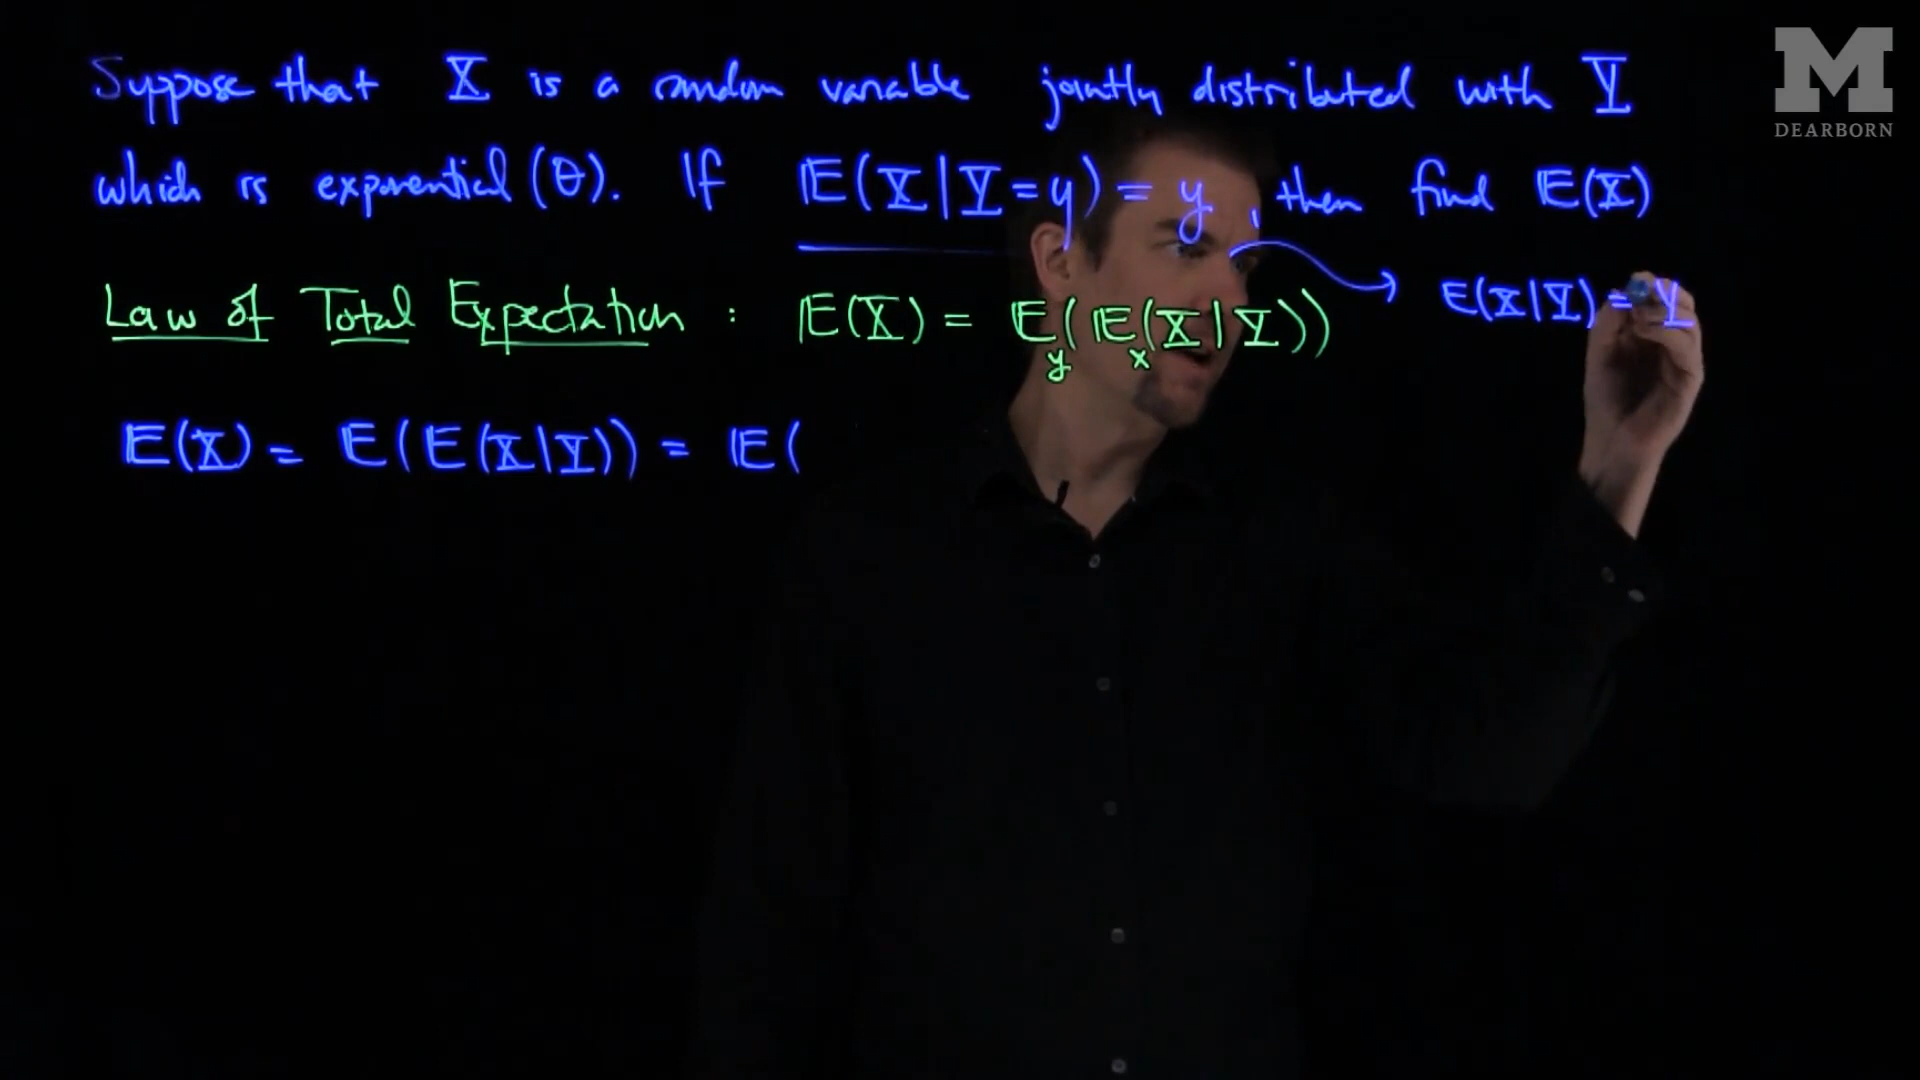 Suppose that X is a random variable jointly distributed with Y
which is exponential (θ). If E(X|Y=y) = y, then find E(X)
E(X|Y) = Y
Law of Total Expectation : E(X) = E_y(E_x(X|Y))
E(X) = E(E(X|Y)) = E(
M
DEARBORN